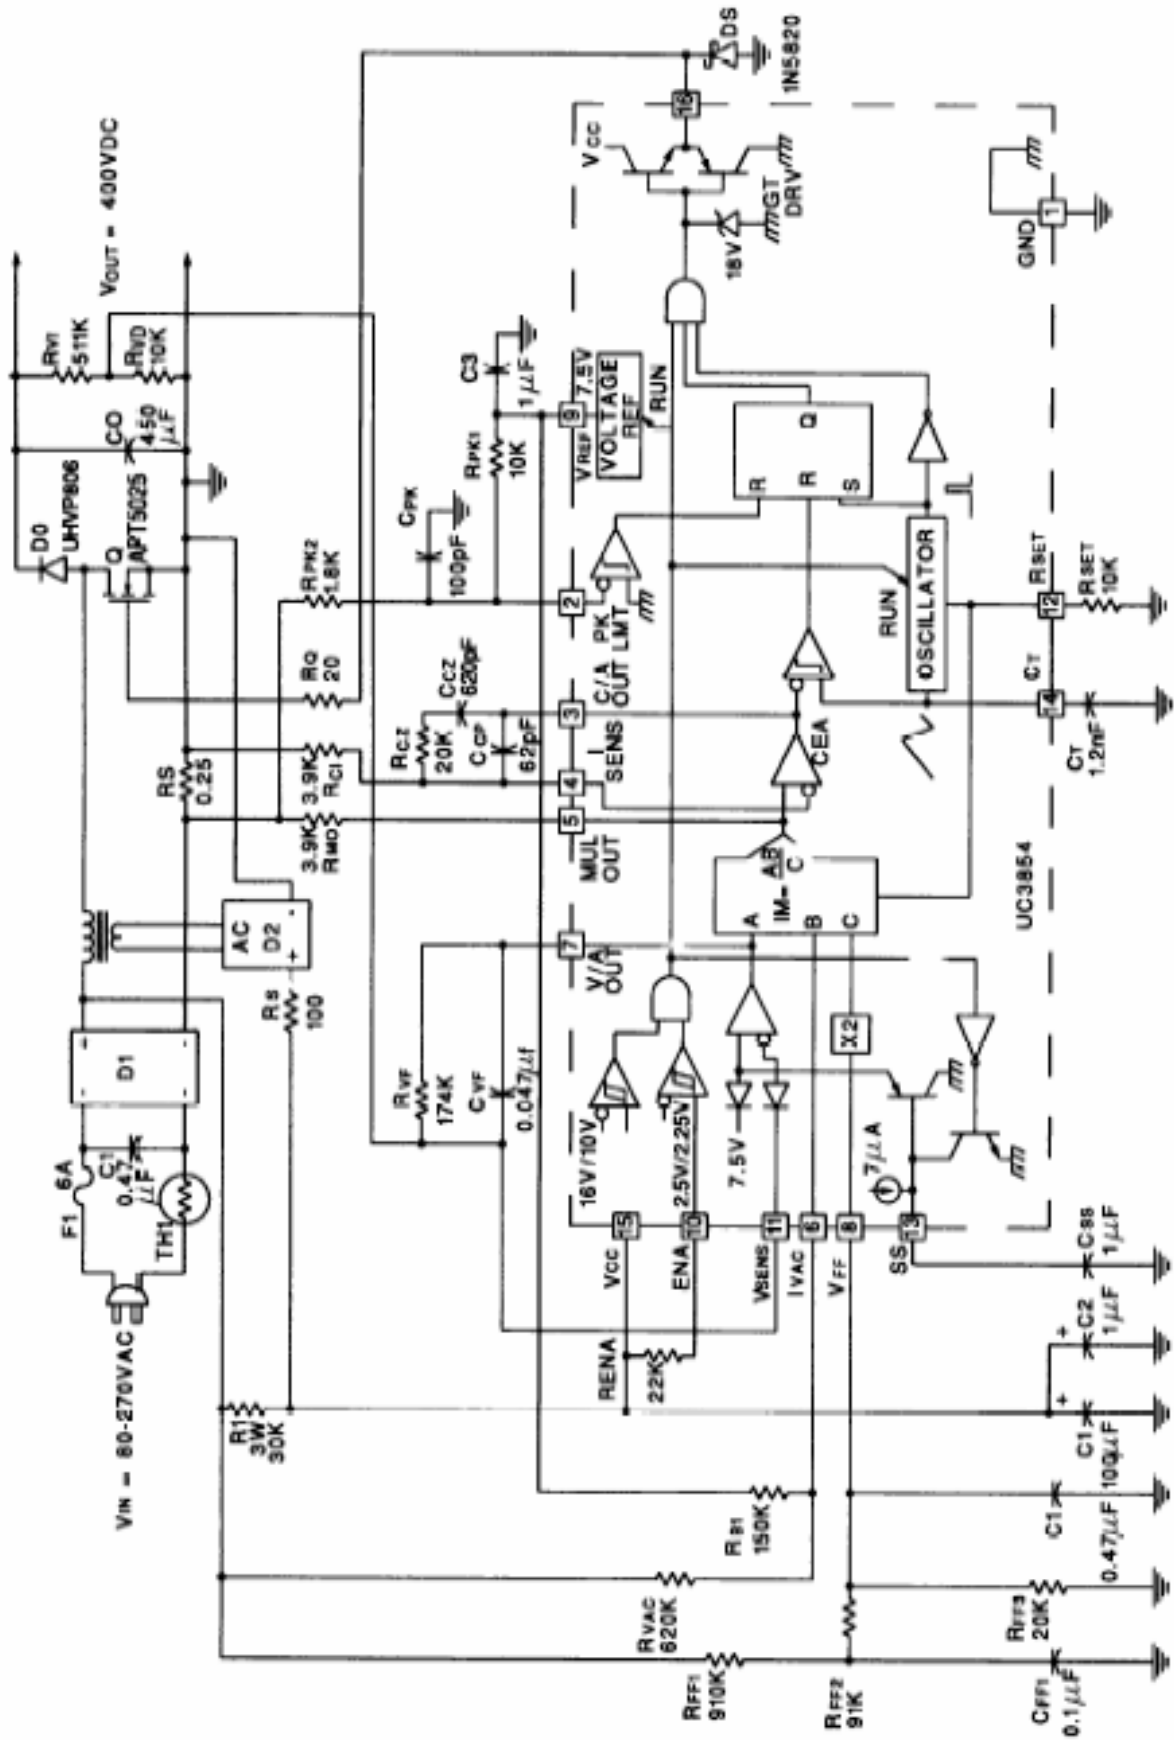 VIN = 80-270VAC
F1
6A
C1
0.47
μF
TH1
D1
R1
3W
30K
RS
100
AC
D2
+
-
RS
0.25
D0
UHVP806
Q
APT5025
CO
450
μF
RVI
511K
RVD
10K
VOUT = 400VDC
3.9K
RMO
3.9K
RCI
RQ
20
RPK2
1.8K
RVF
174K
CVF
0.047μf
RCZ
20K
CCZ
620pF
CCP
62pF
CPK
100pF
RPK1
10K
C3
1μF
DS
1N5820
VCC
15
ENA
10
VSENS
11
IVAC
6
VFF
8
SS
13
RENA
22K
V/A
OUT
7
MUL
OUT
5
I
SENS
4
C/A
OUT
3
PK
LMT
2
VREF
9
7.5V
VOLTAGE
REF
RUN
VCC
16
GT
DRV
18V
16V/10V
2.5V/2.25V
7.5V
7μA
X2
A
B
C
IM=
AB
C
CEA
R
R
S
Q
RUN
OSCILLATOR
UC3854
CT
14
RSET
12
GND
1
CT
1.2nF
RSET
10K
RVAC
620K
RB1
150K
RFF1
910K
RFF2
91K
RFF3
20K
CFF1
0.1μF
C1
0.47μF
+
C1
100μF
+
C2
1μF
CSS
1μF